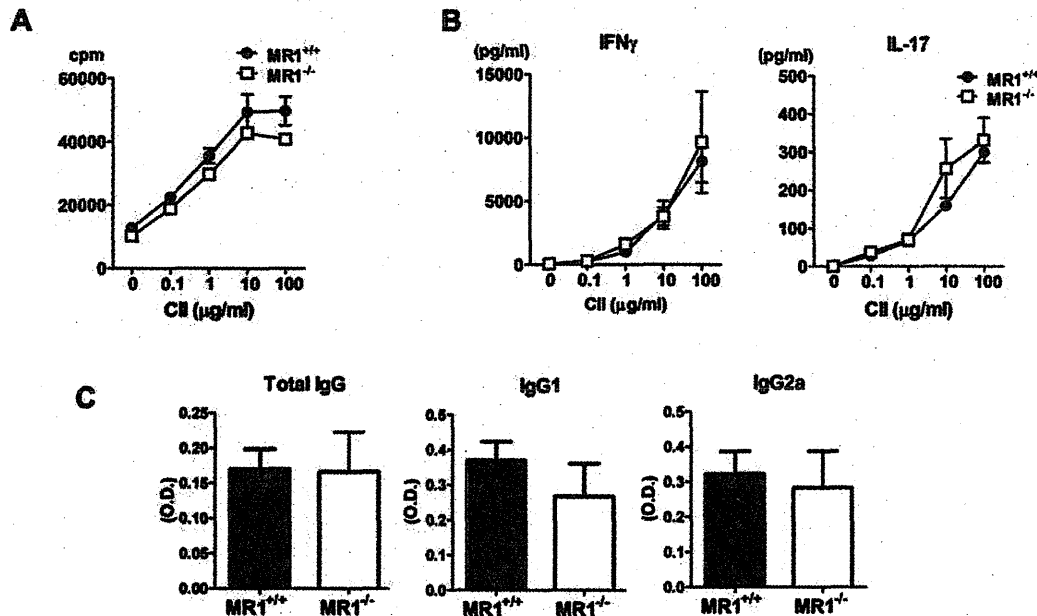 A
cpm
MR1+/+
MR1-/-
60000
40000
20000
0
0 0.1 1 10 100
CII (μg/ml)
B
IFNγ
(pg/ml)
15000
10000
5000
0
0 0.1 1 10 100
CII (μg/ml)
IL-17
(pg/ml)
MR1+/+
MR1-/-
500
400
300
200
100
0
0 0.1 1 10 100
CII (μg/ml)
C
Total IgG
(O.D.)
0.25
0.20
0.15
0.10
0.05
0.00
MR1+/+ MR1-/-
IgG1
(O.D.)
0.5
0.4
0.3
0.2
0.1
0.0
MR1+/+ MR1-/-
IgG2a
(O.D.)
0.5
0.4
0.3
0.2
0.1
0.0
MR1+/+ MR1-/-